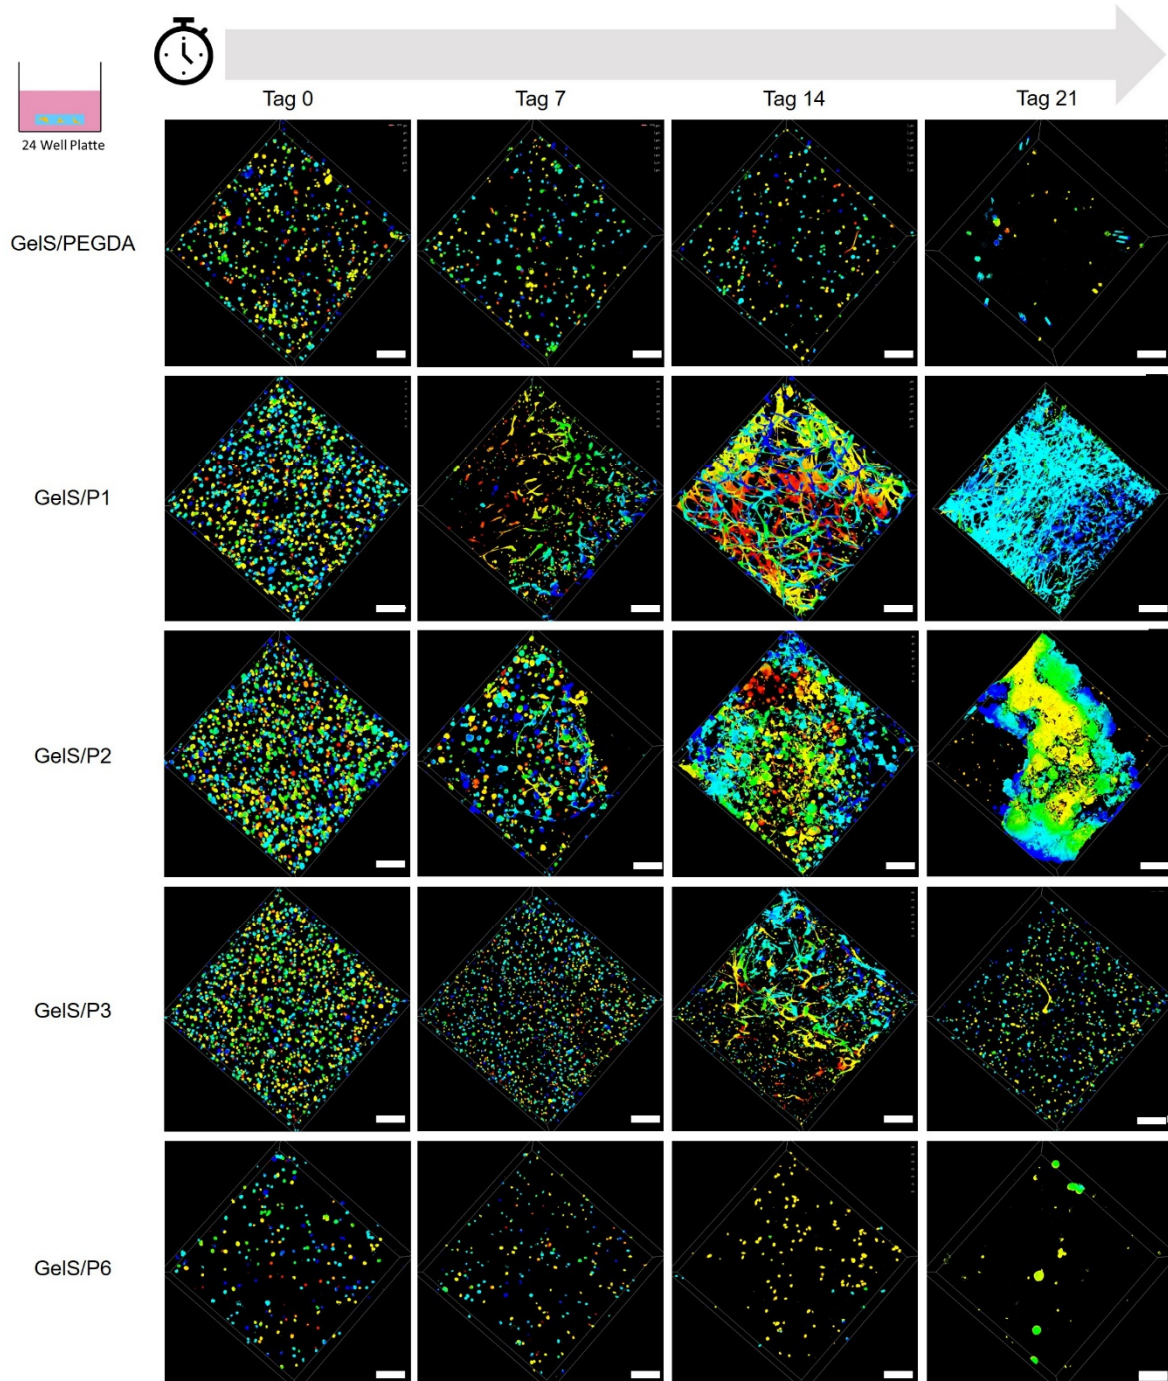 Tag 0
Tag 7
Tag 14
Tag 21
24 Well Platte
GelS/PEGDA
GelS/P1
GelS/P2
GelS/P3
GelS/P6